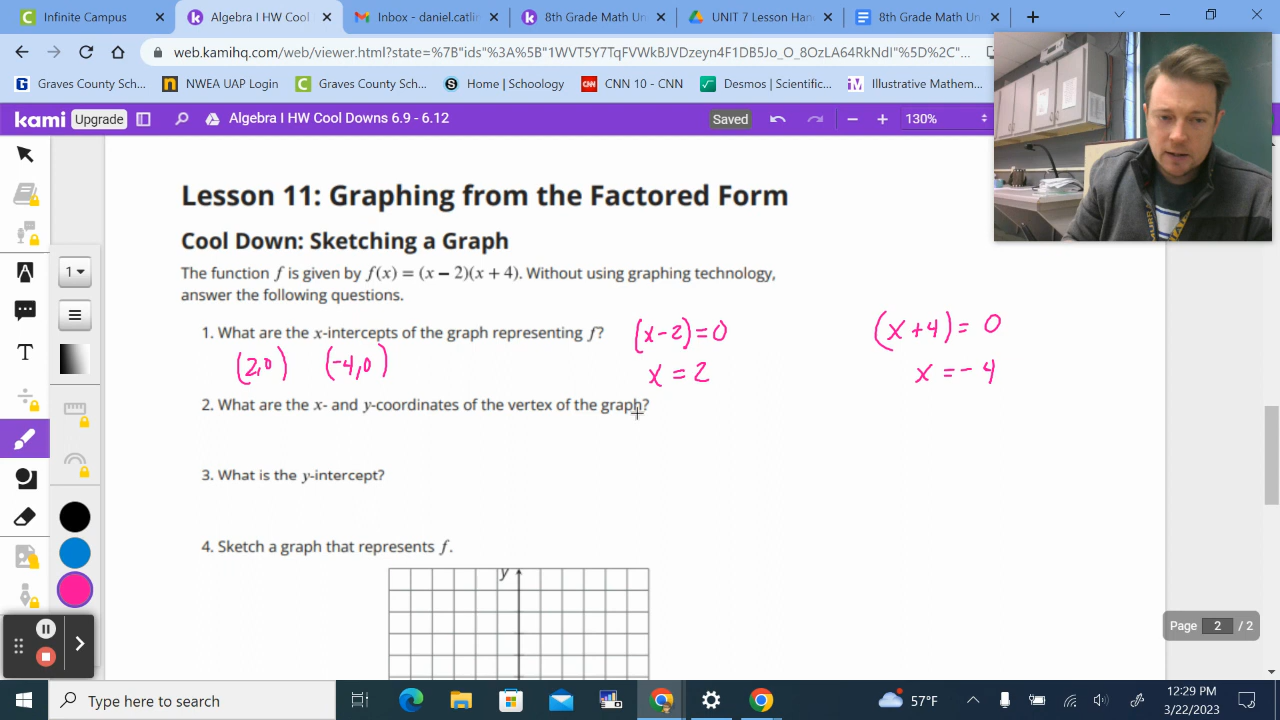 Infinite Campus
Algebra I HW Cool
Inbox - daniel.catlin
8th Grade Math Un
UNIT 7 Lesson Han
8th Grade Math Un
web.kamihq.com/web/viewer.html?state=%7B"ids"%3A%5B"1WVT5Y7TqFVWkBJVDzeyn4F1DB5Jo_O_8OzLA64RkNdI"%5D%2C"...
Graves County Sch...
NWEA UAP Login
Graves County Sch...
Home | Schoology
CNN 10 - CNN
Desmos | Scientific...
Illustrative Mathem...
kami Upgrade
Algebra I HW Cool Downs 6.9 - 6.12
Saved
130%
Lesson 11: Graphing from the Factored Form
Cool Down: Sketching a Graph
The function f is given by f(x) = (x − 2)(x + 4). Without using graphing technology,
answer the following questions.
1. What are the x-intercepts of the graph representing f? (x-2)=0 (x+4)= 0
(2,0) (-4,0) x = 2 x = - 4
2. What are the x- and y-coordinates of the vertex of the graph?
3. What is the y-intercept?
4. Sketch a graph that represents f.
y
1
T
Page 2 / 2
Type here to search
57°F
12:29 PM
3/22/2023